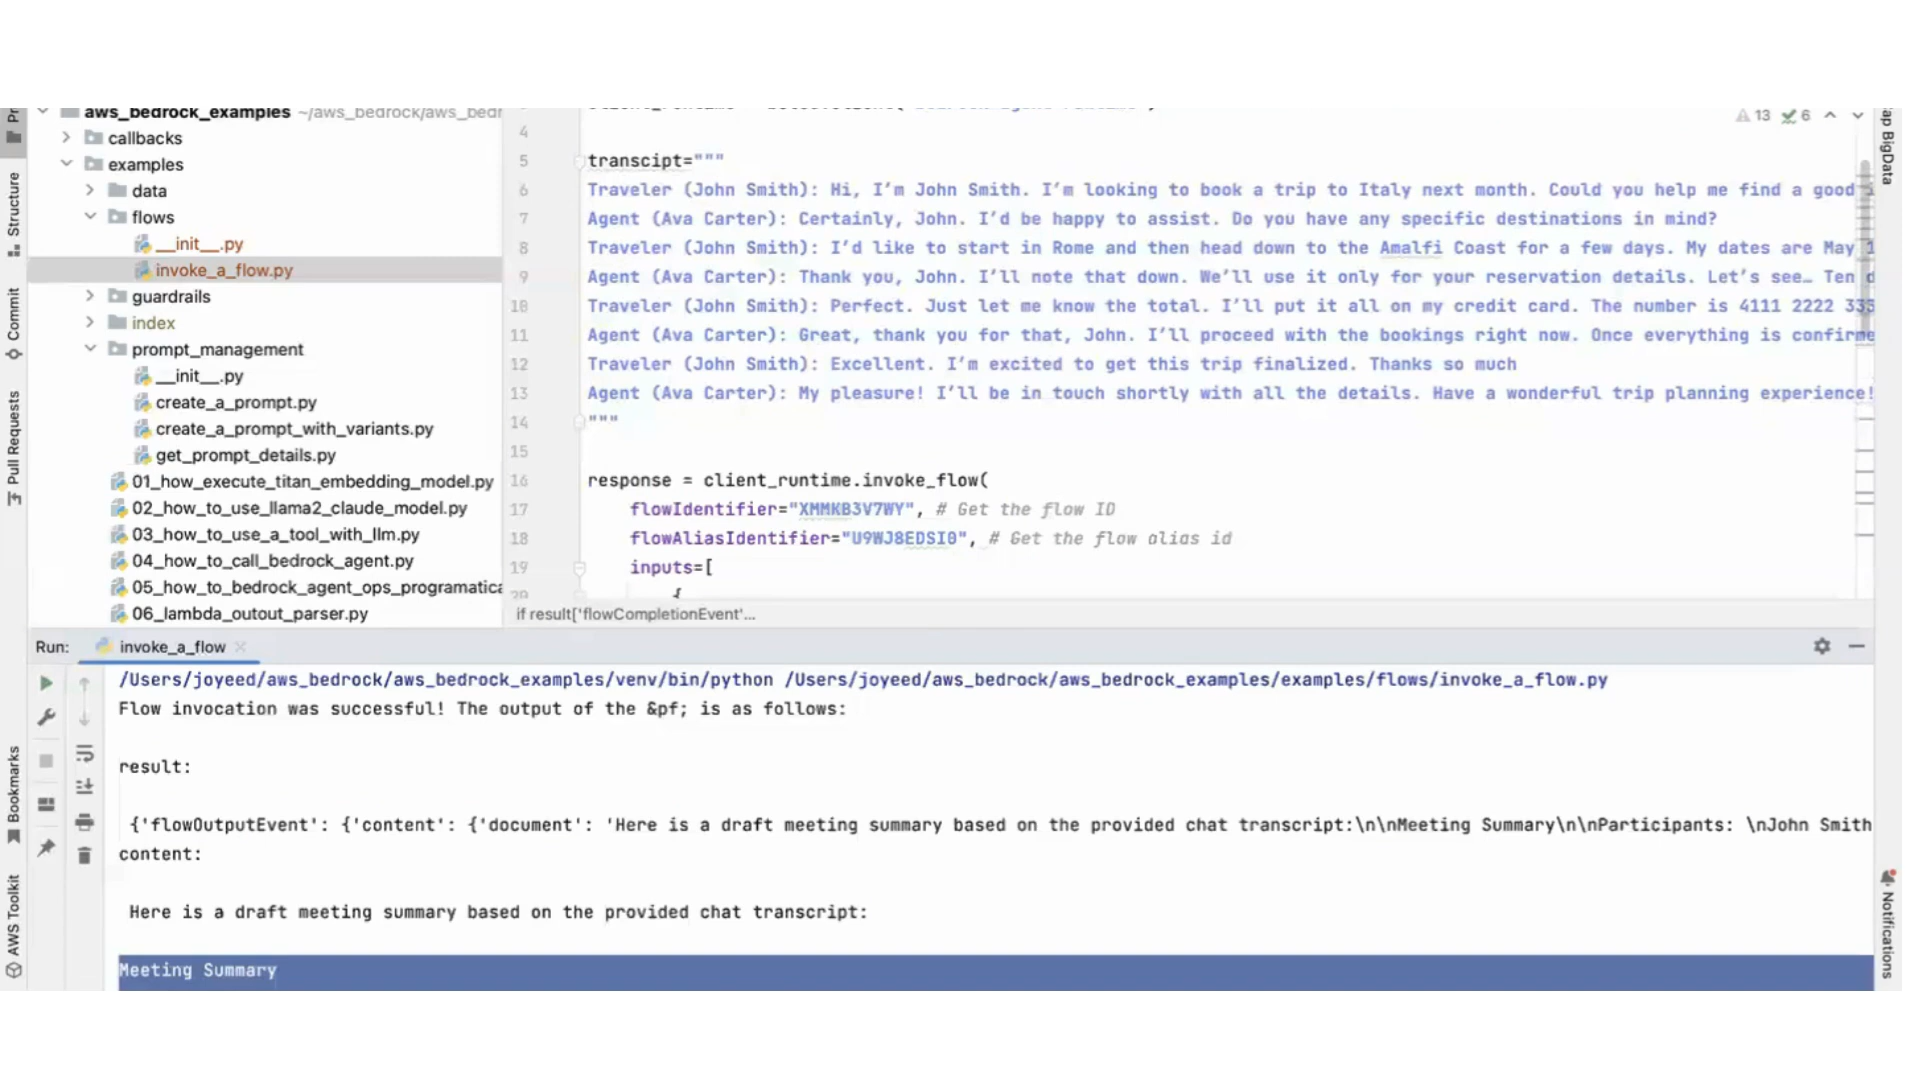 aws_bedrock_examples ~/aws_bedrock/aws_bedr
callbacks
examples
data
flows
__init__.py
invoke_a_flow.py
guardrails
index
prompt_management
__init__.py
create_a_prompt.py
create_a_prompt_with_variants.py
get_prompt_details.py
01_how_execute_titan_embedding_model.py
02_how_to_use_llama2_claude_model.py
03_how_to_use_a_tool_with_llm.py
04_how_to_call_bedrock_agent.py
05_how_to_bedrock_agent_ops_programatica
06_lambda_outout_parser.py
Structure
Commit
Pull Requests
Bookmarks
AWS Toolkit
13 6
BigData
Notifications
4
5 transcipt="""
6 Traveler (John Smith): Hi, I'm John Smith. I'm looking to book a trip to Italy next month. Could you help me find a good
7 Agent (Ava Carter): Certainly, John. I'd be happy to assist. Do you have any specific destinations in mind?
8 Traveler (John Smith): I'd like to start in Rome and then head down to the Amalfi Coast for a few days. My dates are May 1
9 Agent (Ava Carter): Thank you, John. I'll note that down. We'll use it only for your reservation details. Let's see… Ten d
10 Traveler (John Smith): Perfect. Just let me know the total. I'll put it all on my credit card. The number is 4111 2222 333
11 Agent (Ava Carter): Great, thank you for that, John. I'll proceed with the bookings right now. Once everything is confirme
12 Traveler (John Smith): Excellent. I'm excited to get this trip finalized. Thanks so much
13 Agent (Ava Carter): My pleasure! I'll be in touch shortly with all the details. Have a wonderful trip planning experience!
14 """
15
16 response = client_runtime.invoke_flow(
17 flowIdentifier="XMMKB3V7WY", # Get the flow ID
18 flowAliasIdentifier="U9WJ8EDSI0", # Get the flow alias id
19 inputs=[
20 {
if result['flowCompletionEvent'...
Run: invoke_a_flow
/Users/joyeed/aws_bedrock/aws_bedrock_examples/venv/bin/python /Users/joyeed/aws_bedrock/aws_bedrock_examples/examples/flows/invoke_a_flow.py
Flow invocation was successful! The output of the &pf; is as follows:
result:
{'flowOutputEvent': {'content': {'document': 'Here is a draft meeting summary based on the provided chat transcript:\n\nMeeting Summary\n\nParticipants: \nJohn Smith
content:
Here is a draft meeting summary based on the provided chat transcript:
Meeting Summary